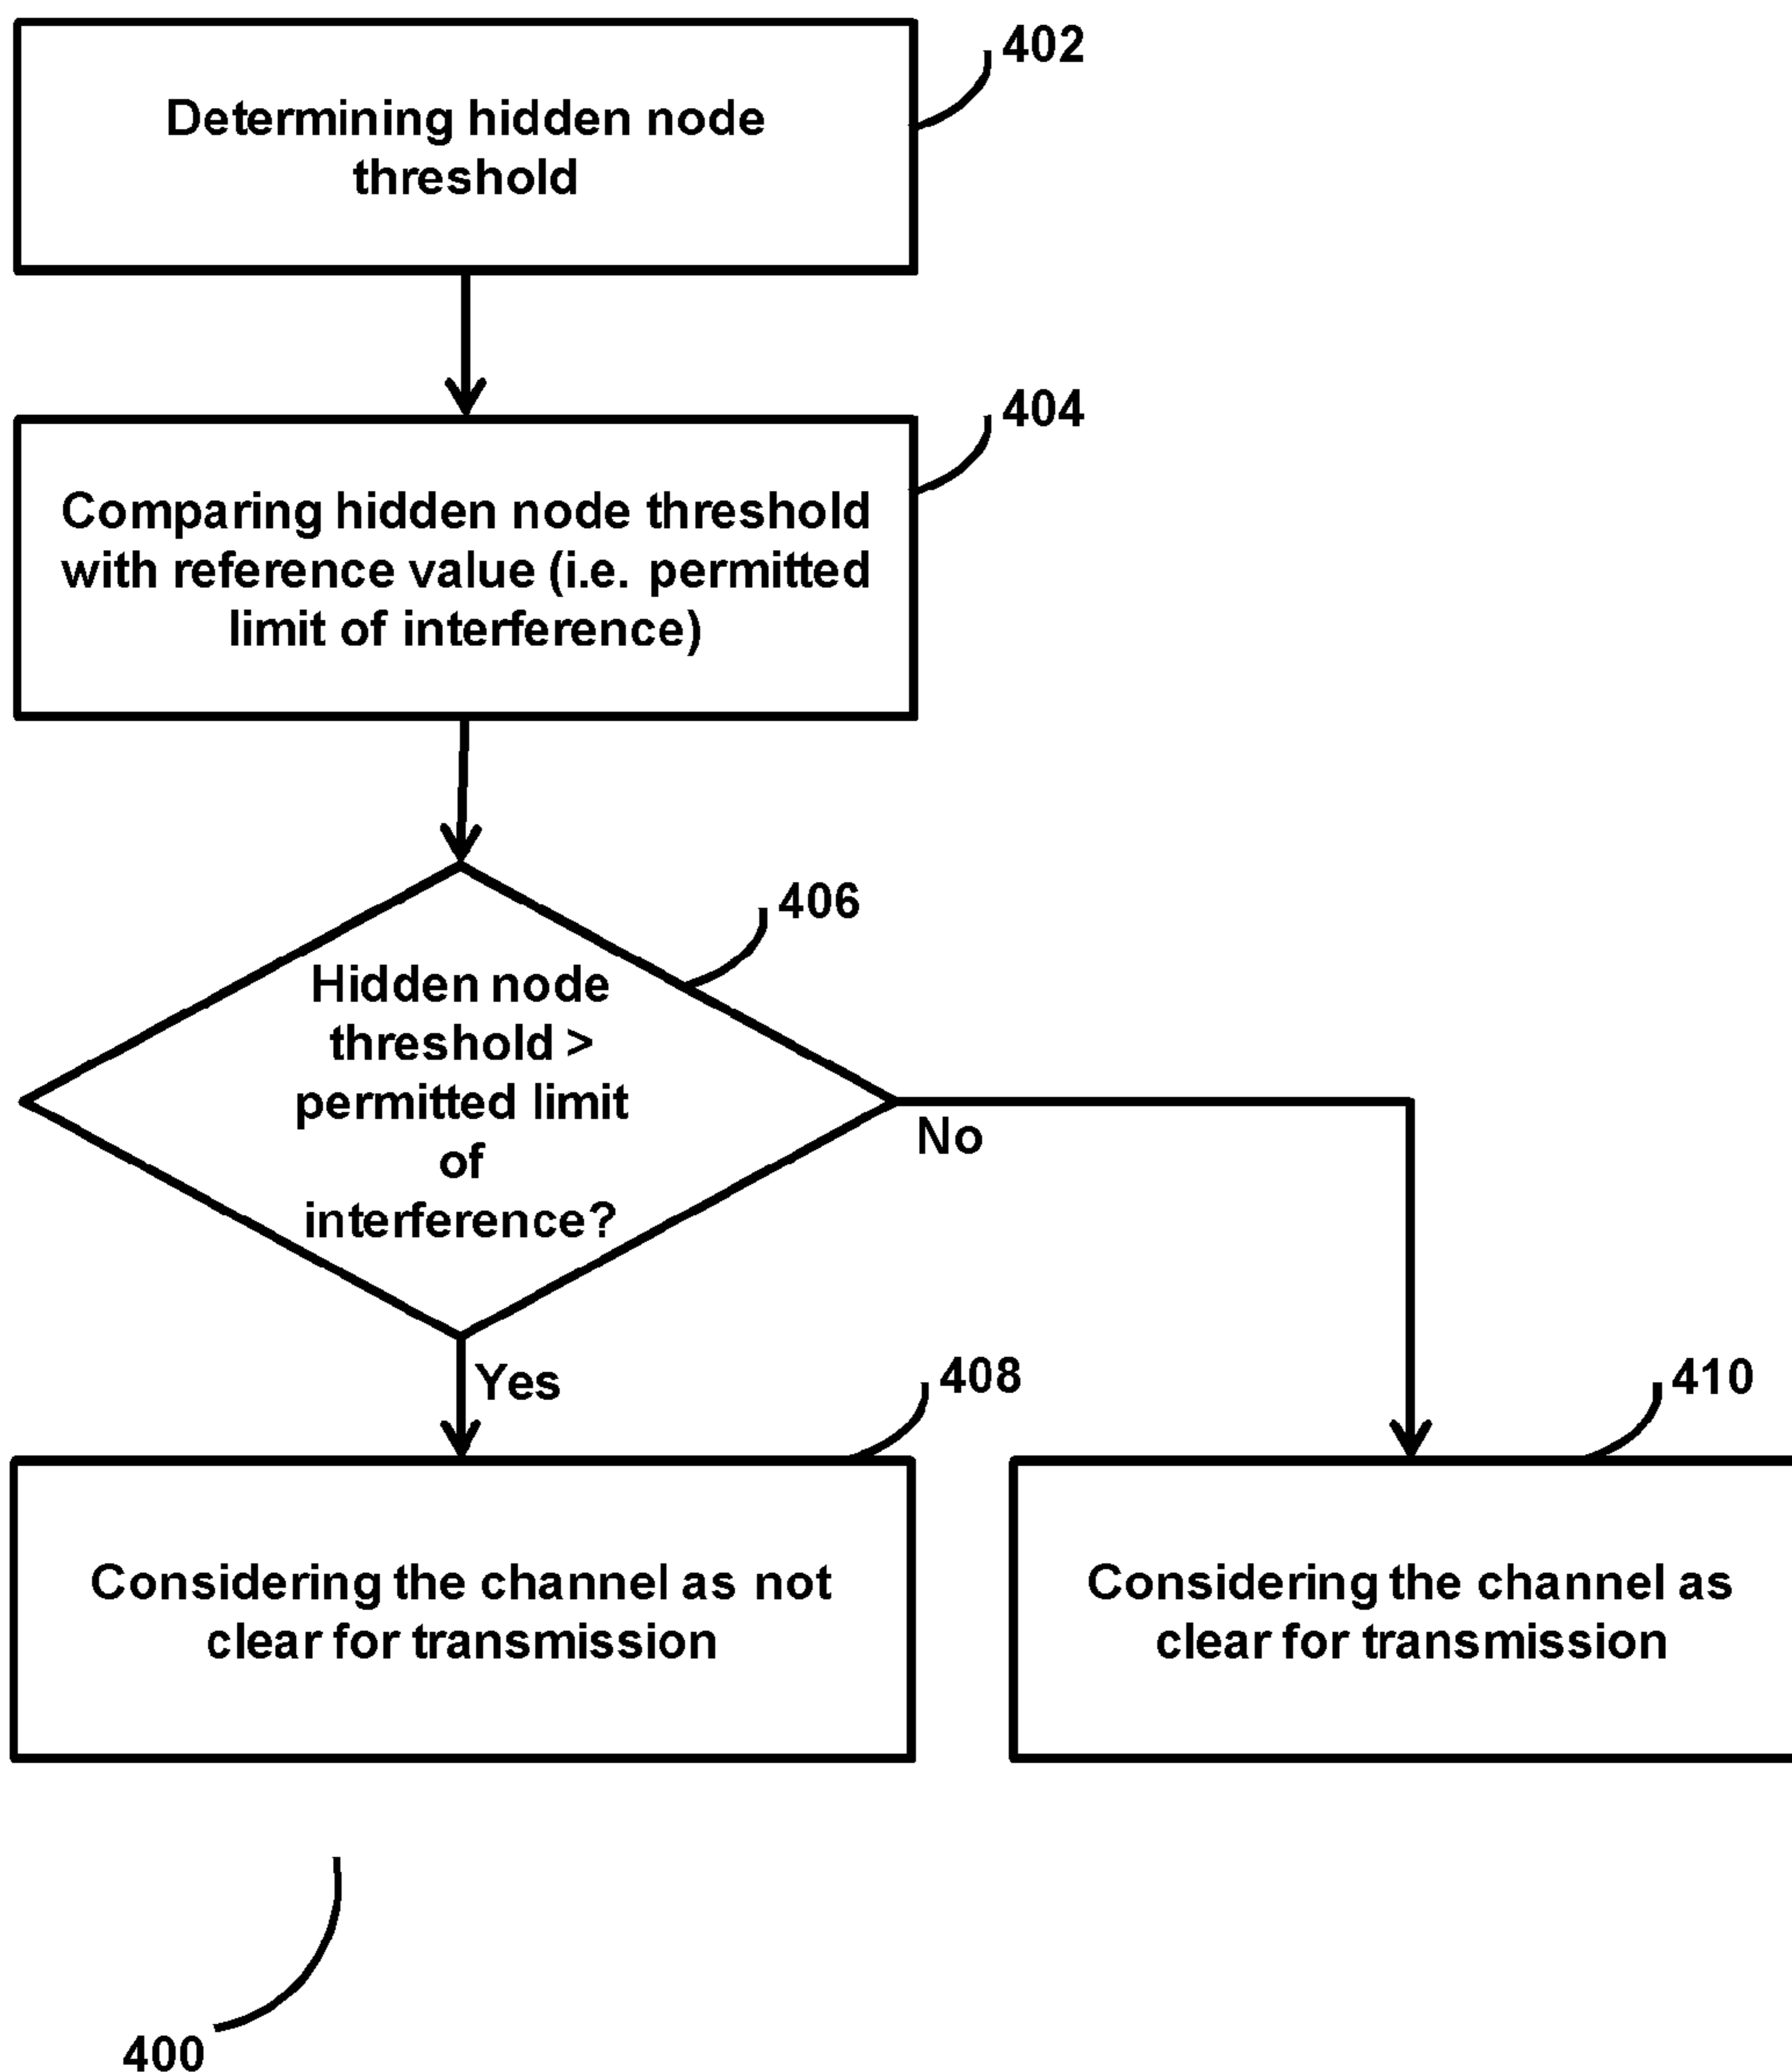 402
Determining hidden node
threshold
404
Comparing hidden node threshold
with reference value (i.e. permitted
limit of interference)
406
Hidden node
threshold >
permitted limit
of
interference?
No
Yes
408
410
Considering the channel as not
clear for transmission
Considering the channel as
clear for transmission
400